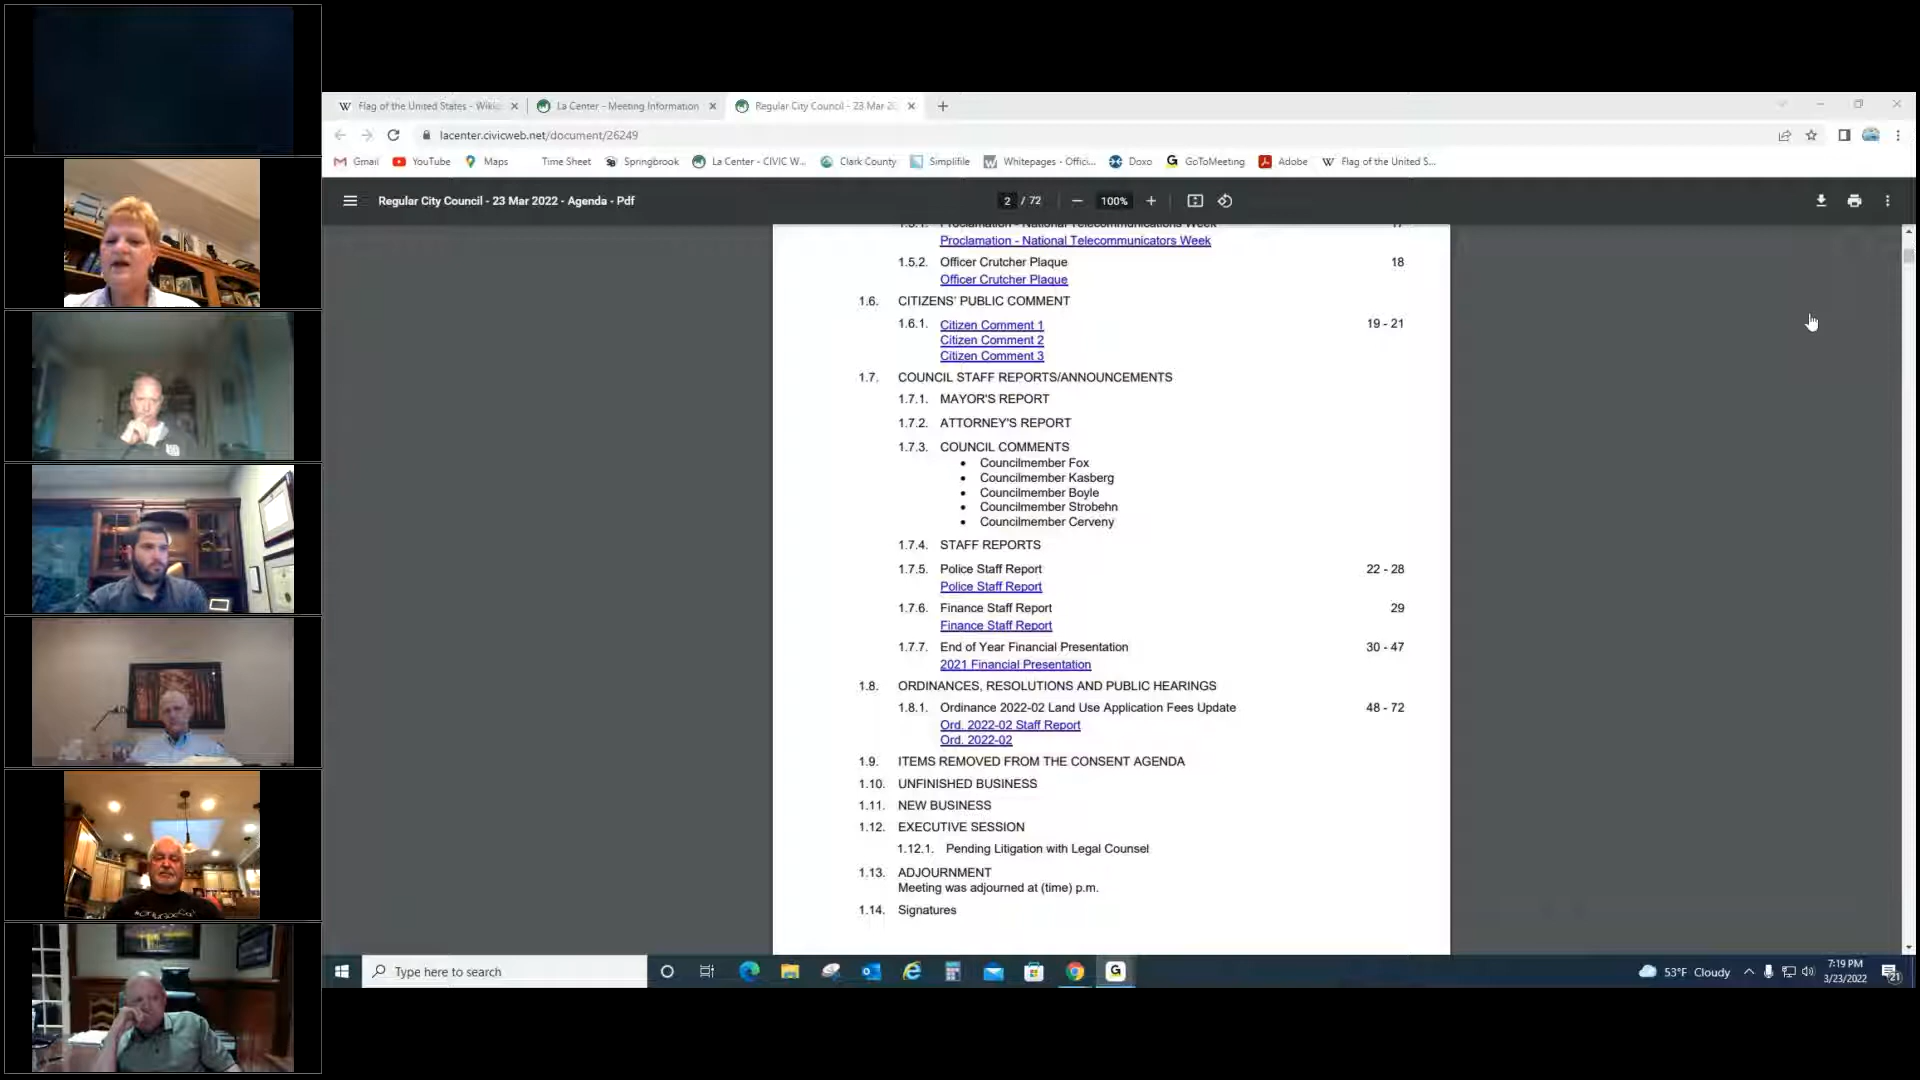 Flag of the United States - Wiki
La Center - Meeting Information
Regular City Council - 23 Mar 2
lacenter.civicweb.net/document/26249
Gmail YouTube Maps Time Sheet Springbrook La Center - CIVIC W... Clark County Simplifile Whitepages - Offici... Doxo GoToMeeting Adobe Flag of the United S...
Regular City Council - 23 Mar 2022 - Agenda - Pdf 2 / 72 100%
Proclamation - National Telecommunicators Week
1.5.2. Officer Crutcher Plaque 18
Officer Crutcher Plaque
1.6. CITIZENS' PUBLIC COMMENT
1.6.1. Citizen Comment 1 19 - 21
Citizen Comment 2
Citizen Comment 3
1.7. COUNCIL STAFF REPORTS/ANNOUNCEMENTS
1.7.1. MAYOR'S REPORT
1.7.2. ATTORNEY'S REPORT
1.7.3. COUNCIL COMMENTS
• Councilmember Fox
• Councilmember Kasberg
• Councilmember Boyle
• Councilmember Strobehn
• Councilmember Cerveny
1.7.4. STAFF REPORTS
1.7.5. Police Staff Report 22 - 28
Police Staff Report
1.7.6. Finance Staff Report 29
Finance Staff Report
1.7.7. End of Year Financial Presentation 30 - 47
2021 Financial Presentation
1.8. ORDINANCES, RESOLUTIONS AND PUBLIC HEARINGS
1.8.1. Ordinance 2022-02 Land Use Application Fees Update 48 - 72
Ord. 2022-02 Staff Report
Ord. 2022-02
1.9. ITEMS REMOVED FROM THE CONSENT AGENDA
1.10. UNFINISHED BUSINESS
1.11. NEW BUSINESS
1.12. EXECUTIVE SESSION
1.12.1. Pending Litigation with Legal Counsel
1.13. ADJOURNMENT
Meeting was adjourned at (time) p.m.
1.14. Signatures
Type here to search
53°F Cloudy
7:19 PM
3/23/2022
21